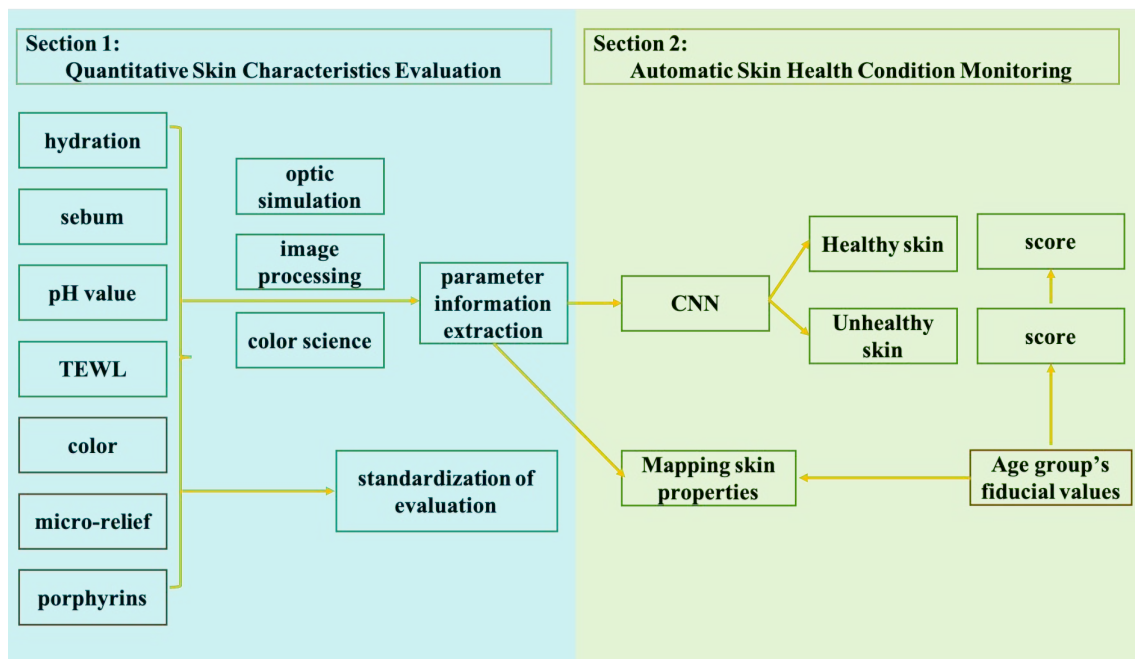 Section 1:
Quantitative Skin Characteristics Evaluation
hydration
sebum
pH value
TEWL
color
micro-relief
porphyrins
optic
simulation
image
processing
color science
parameter
information
extraction
standardization of
evaluation
Section 2:
Automatic Skin Health Condition Monitoring
CNN
Healthy skin
Unhealthy
skin
score
score
Mapping skin
properties
Age group's
fiducial values